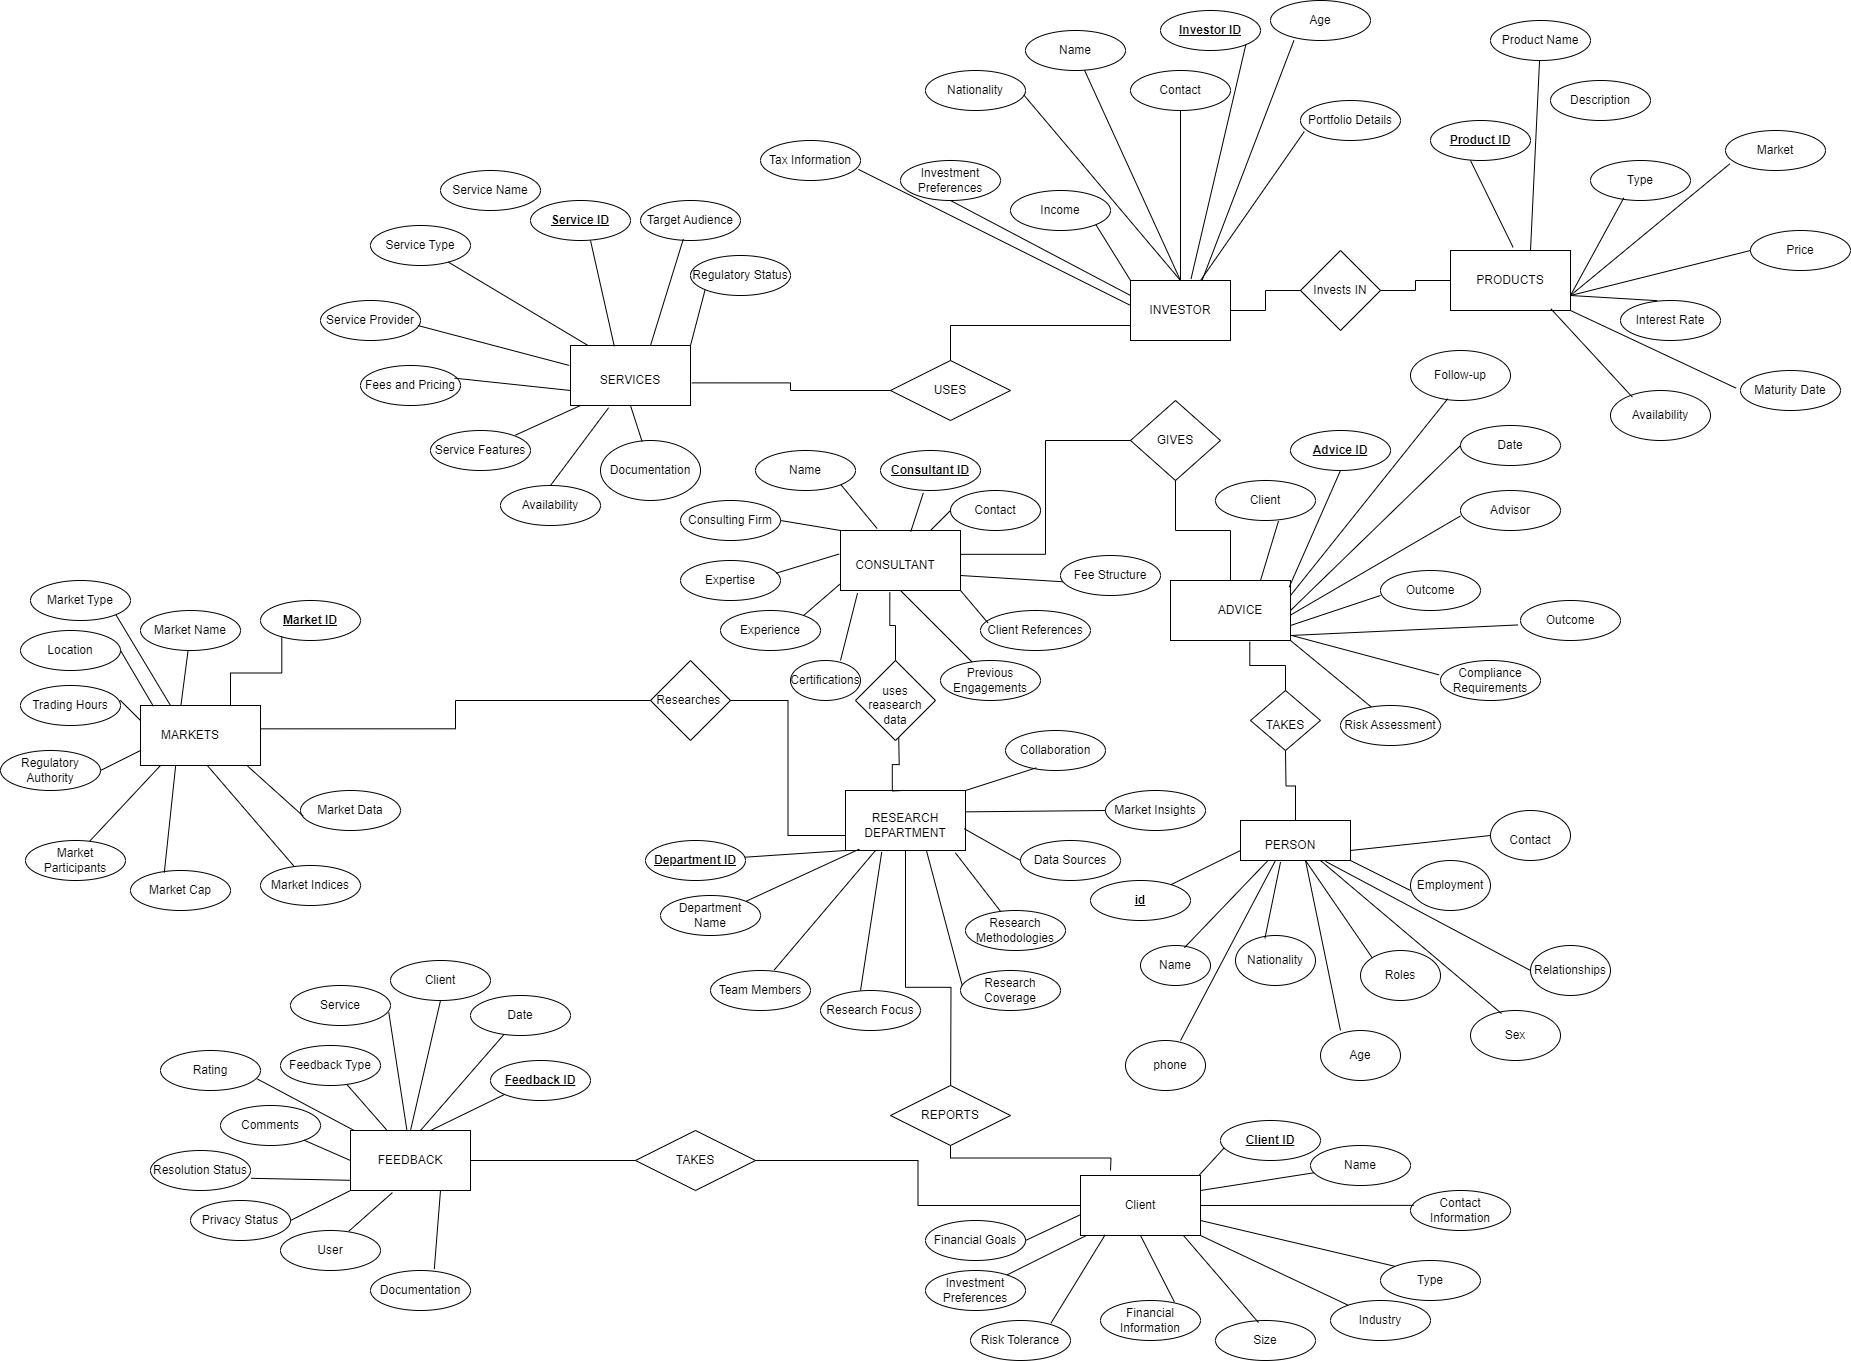 Age
Investor ID
Product Name
Name
Nationality
Contact
Description
Portfolio Details
Product ID
Market
Tax Information
Investment
Preferences
Type
Service Name
Income
Service ID
Target Audience
Service Type
Price
Regulatory Status
PRODUCTS
Invests IN
INVESTOR
Service Provider
Interest Rate
SERVICES
Follow-up
Fees and Pricing
USES
Maturity Date
Availability
GIVES
Date
Service Features
Advice ID
Documentation
Name
Consultant ID
Client
Availability
Contact
Advisor
Consulting Firm
CONSULTANT
Fee Structure
Expertise
Outcome
Market Type
ADVICE
Market ID
Outcome
Market Name
Experience
Client References
Location
Certifications
Previous
Engagements
Compliance
Requirements
Trading Hours
Researches
uses
reasearch
data
MARKETS
TAKES
Risk Assessment
Collaboration
Regulatory
Authority
Market Data
Market Insights
RESEARCH
DEPARTMENT
PERSON
Contact
Market
Participants
Department ID
Data Sources
Market Cap
Market Indices
Employment
id
Department
Name
Research
Methodologies
Name
Nationality
Relationships
Client
Roles
Team Members
Research
Coverage
Service
Date
Research Focus
Sex
Rating
Feedback Type
Feedback ID
phone
Age
Comments
REPORTS
Client ID
FEEDBACK
TAKES
Name
Resolution Status
Client
Contact
Information
Privacy Status
User
Financial Goals
Documentation
Investment
Preferences
Type
Risk Tolerance
Financial
Information
Size
Industry